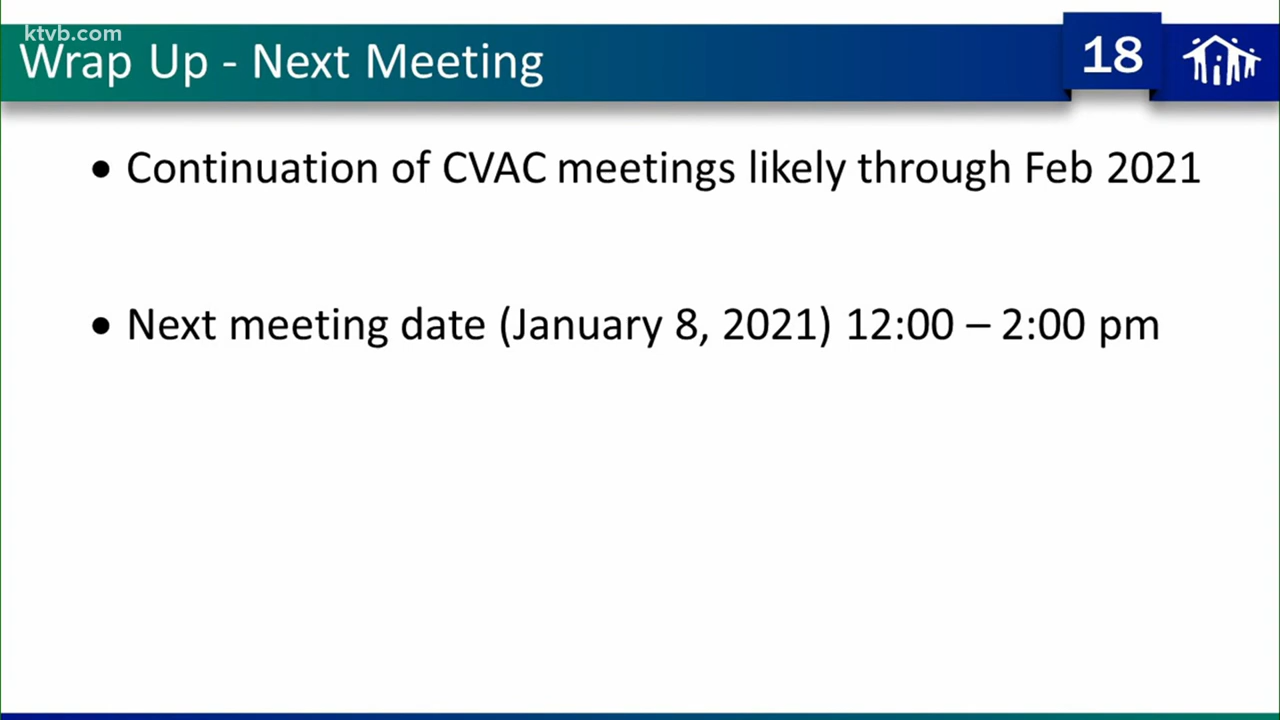 ktvb.com
Wrap Up - Next Meeting
18
• Continuation of CVAC meetings likely through Feb 2021
• Next meeting date (January 8, 2021) 12:00 – 2:00 pm